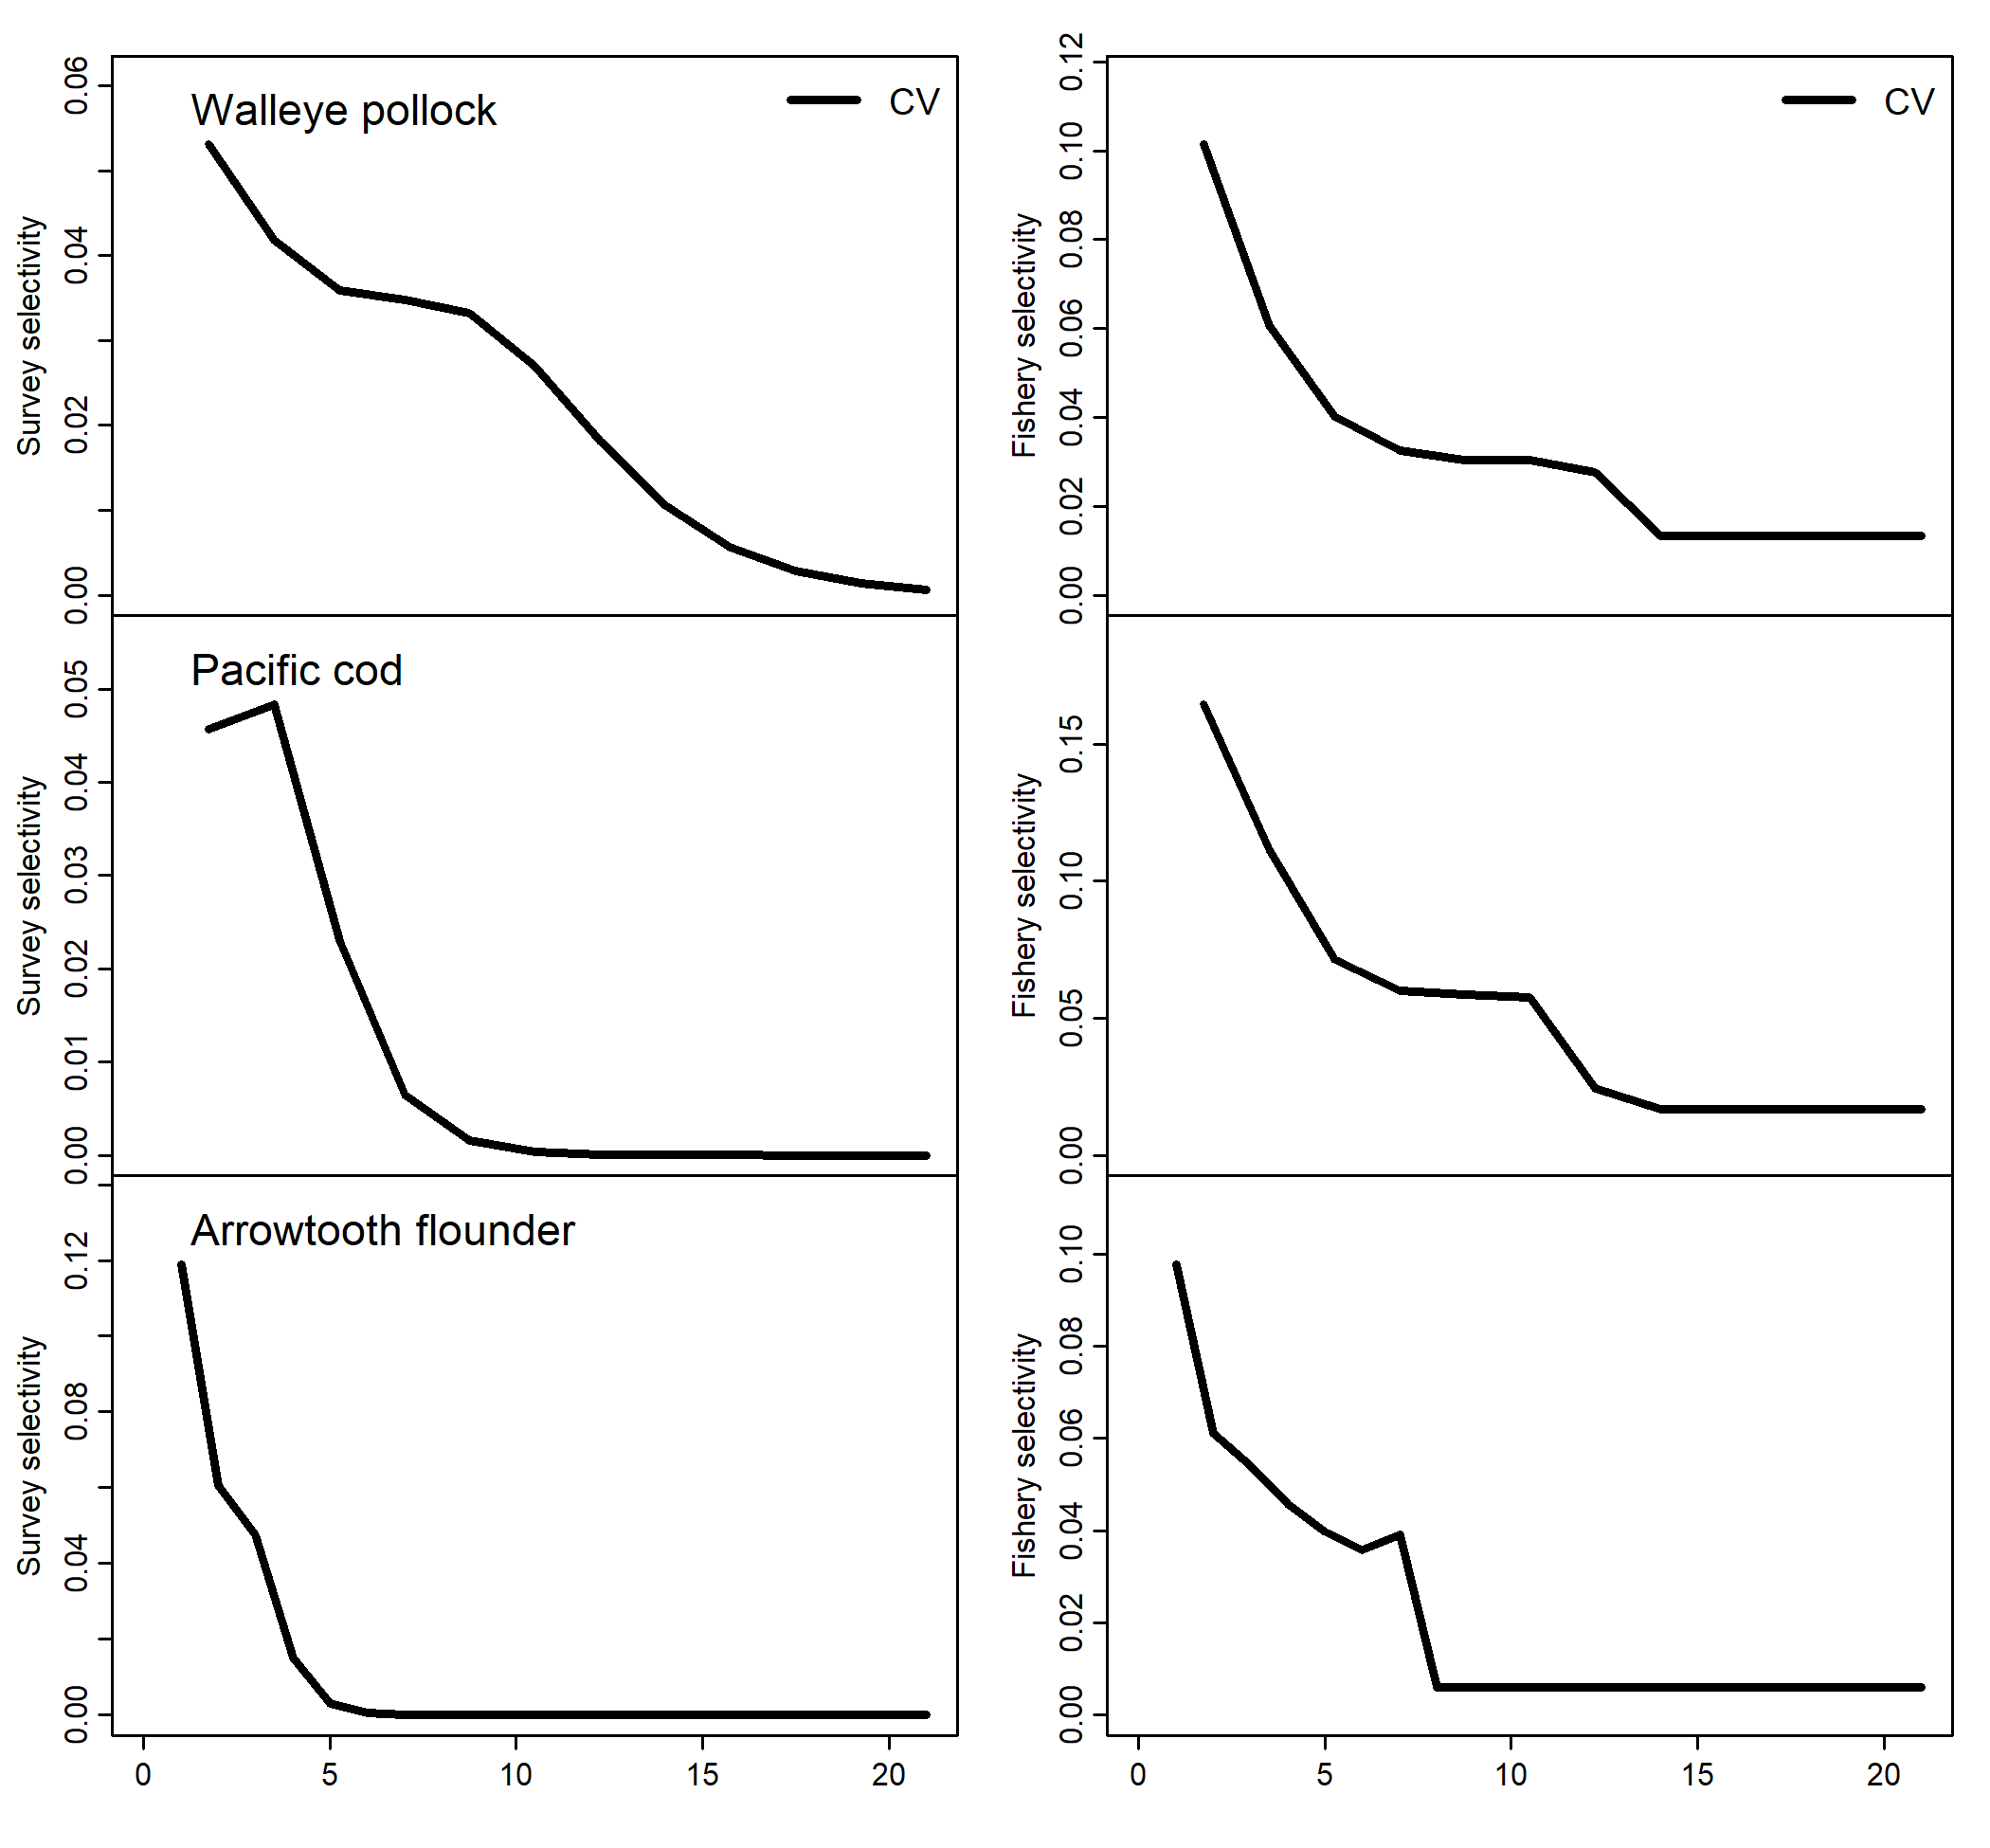 Walleye pollock
CV
Survey selectivity
0.00
0.02
0.04
0.06
CV
Fishery selectivity
0.00
0.02
0.04
0.06
0.08
0.10
0.12
Pacific cod
Survey selectivity
0.00
0.01
0.02
0.03
0.04
0.05
Fishery selectivity
0.00
0.05
0.10
0.15
Arrowtooth flounder
Survey selectivity
0.00
0.04
0.08
0.12
0 5 10 15 20
Fishery selectivity
0.00
0.02
0.04
0.06
0.08
0.10
0 5 10 15 20